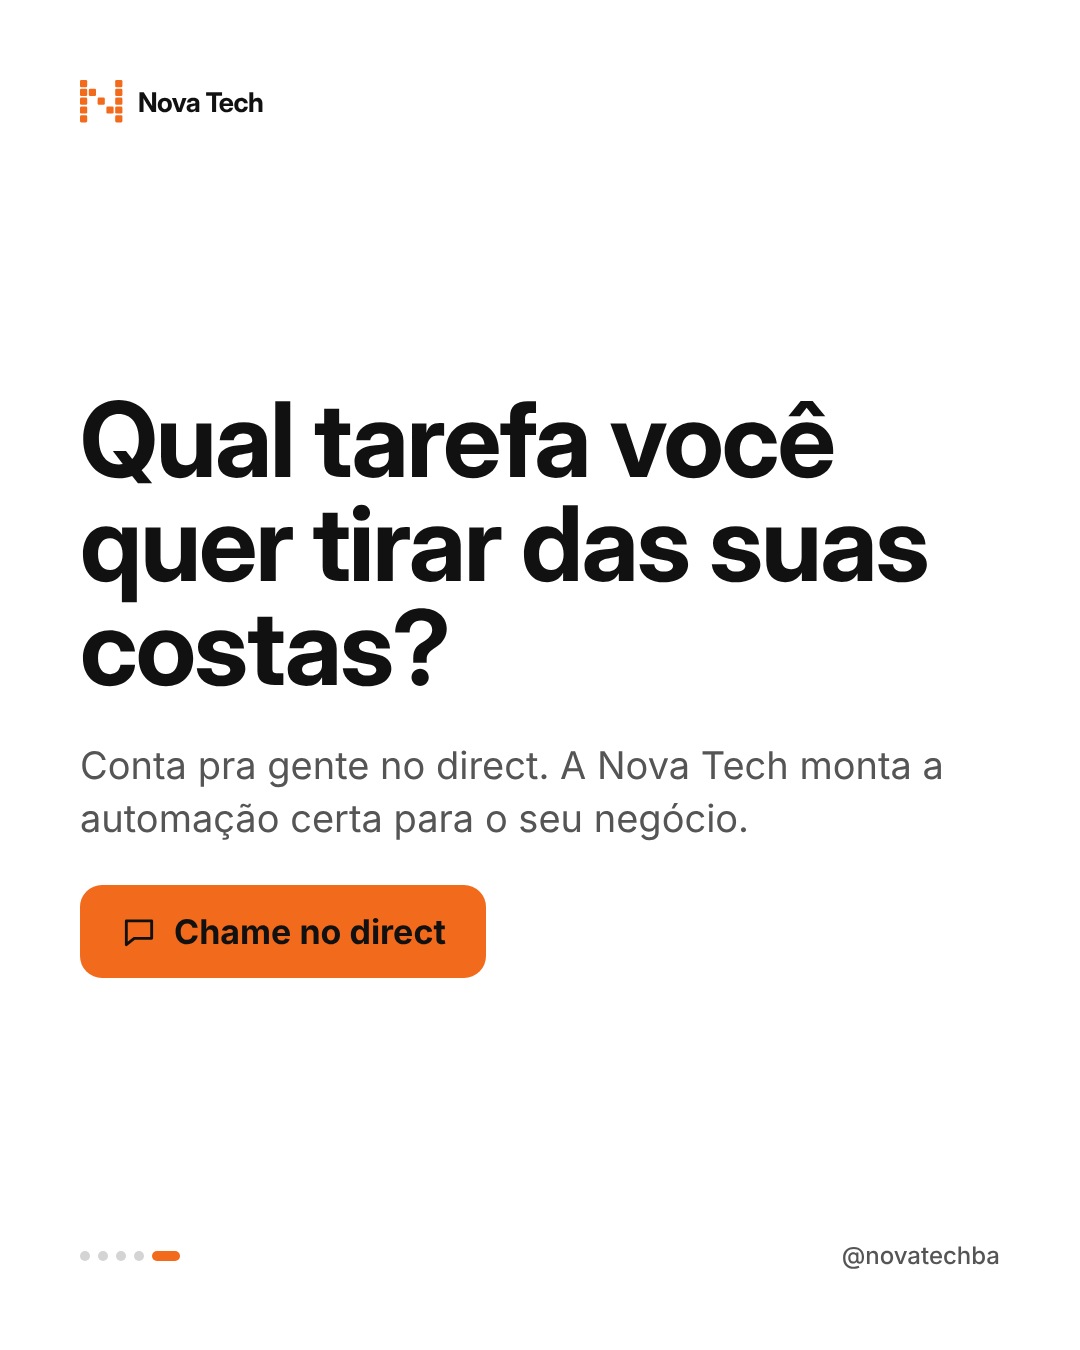 Nova Tech
Qual tarefa você
quer tirar das suas
costas?
Conta pra gente no direct. A Nova Tech monta a
automação certa para o seu negócio.
Chame no direct
@novatechba